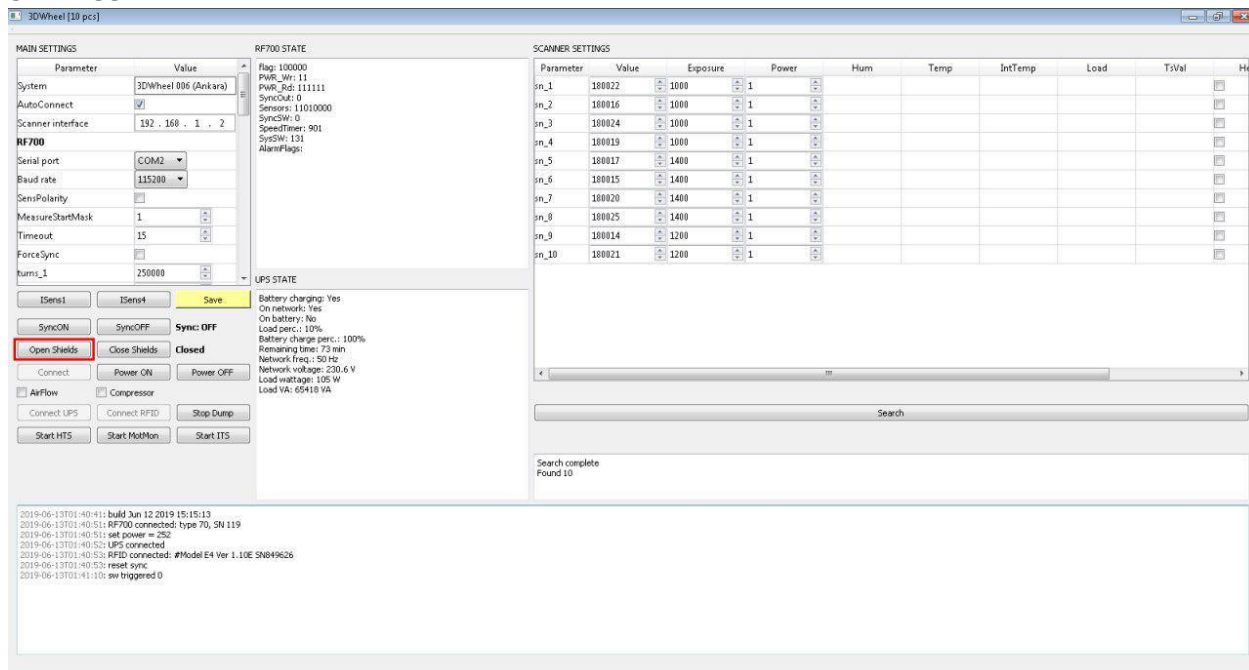 3DWheel [10 pcs]
MAIN SETTINGS
Parameter Value
System 3DWheel 006 (Ankara)
AutoConnect
Scanner interface 192 . 168 . 1 . 2
RF700
Serial port COM2
Baud rate 115200
SensPolarity
MeasureStartMask 1
Timeout 15
ForceSync
turns_1 250000
ISens1 ISens4 Save
SyncON SyncOFF Sync: OFF
Open Shields Close Shields Closed
Connect Power ON Power OFF
AirFlow Compressor
Connect UPS Connect RFID Stop Dump
Start HTS Start MotMon Start ITS
RF700 STATE
flag: 100000
PWR_Wr: 11
PWR_Rd: 111111
SyncOut: 0
Sensors: 11010000
SyncSW: 0
SpeedTimer: 901
SysSW: 131
AlarmFlags:
UPS STATE
Battery charging: Yes
On network: Yes
On battery: No
Load perc.: 10%
Battery charge perc.: 100%
Remaining time: 73 min
Network freq.: 50 Hz
Network voltage: 230.6 V
Load wattage: 105 W
Load VA: 65418 VA
SCANNER SETTINGS
Parameter Value Exposure Power Hum Temp IntTemp Load TsVal He
sn_1 180022 1000 1
sn_2 180016 1000 1
sn_3 180024 1000 1
sn_4 180019 1000 1
sn_5 180017 1400 1
sn_6 180015 1400 1
sn_7 180020 1400 1
sn_8 180025 1400 1
sn_9 180014 1200 1
sn_10 180021 1200 1
Search
Search complete
Found 10
2019-06-13T01:40:41: build Jun 12 2019 15:15:13
2019-06-13T01:40:51: RF700 connected: type 70, SN 119
2019-06-13T01:40:51: set power = 252
2019-06-13T01:40:52: UPS connected
2019-06-13T01:40:53: RFID connected: #Model E4 Ver 1.10E SN849626
2019-06-13T01:40:53: reset sync
2019-06-13T01:41:10: sw triggered 0